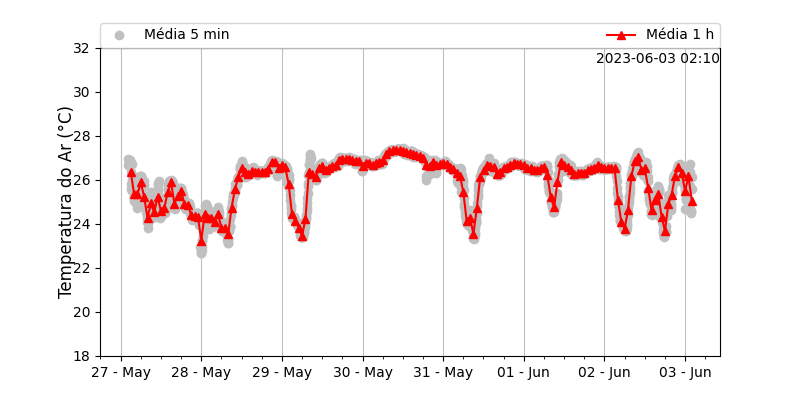 Média 5 min
Média 1 h
2023-06-03 02:10
Temperatura do Ar (°C)
32
30
28
26
24
22
20
18
27 - May
28 - May
29 - May
30 - May
31 - May
01 - Jun
02 - Jun
03 - Jun